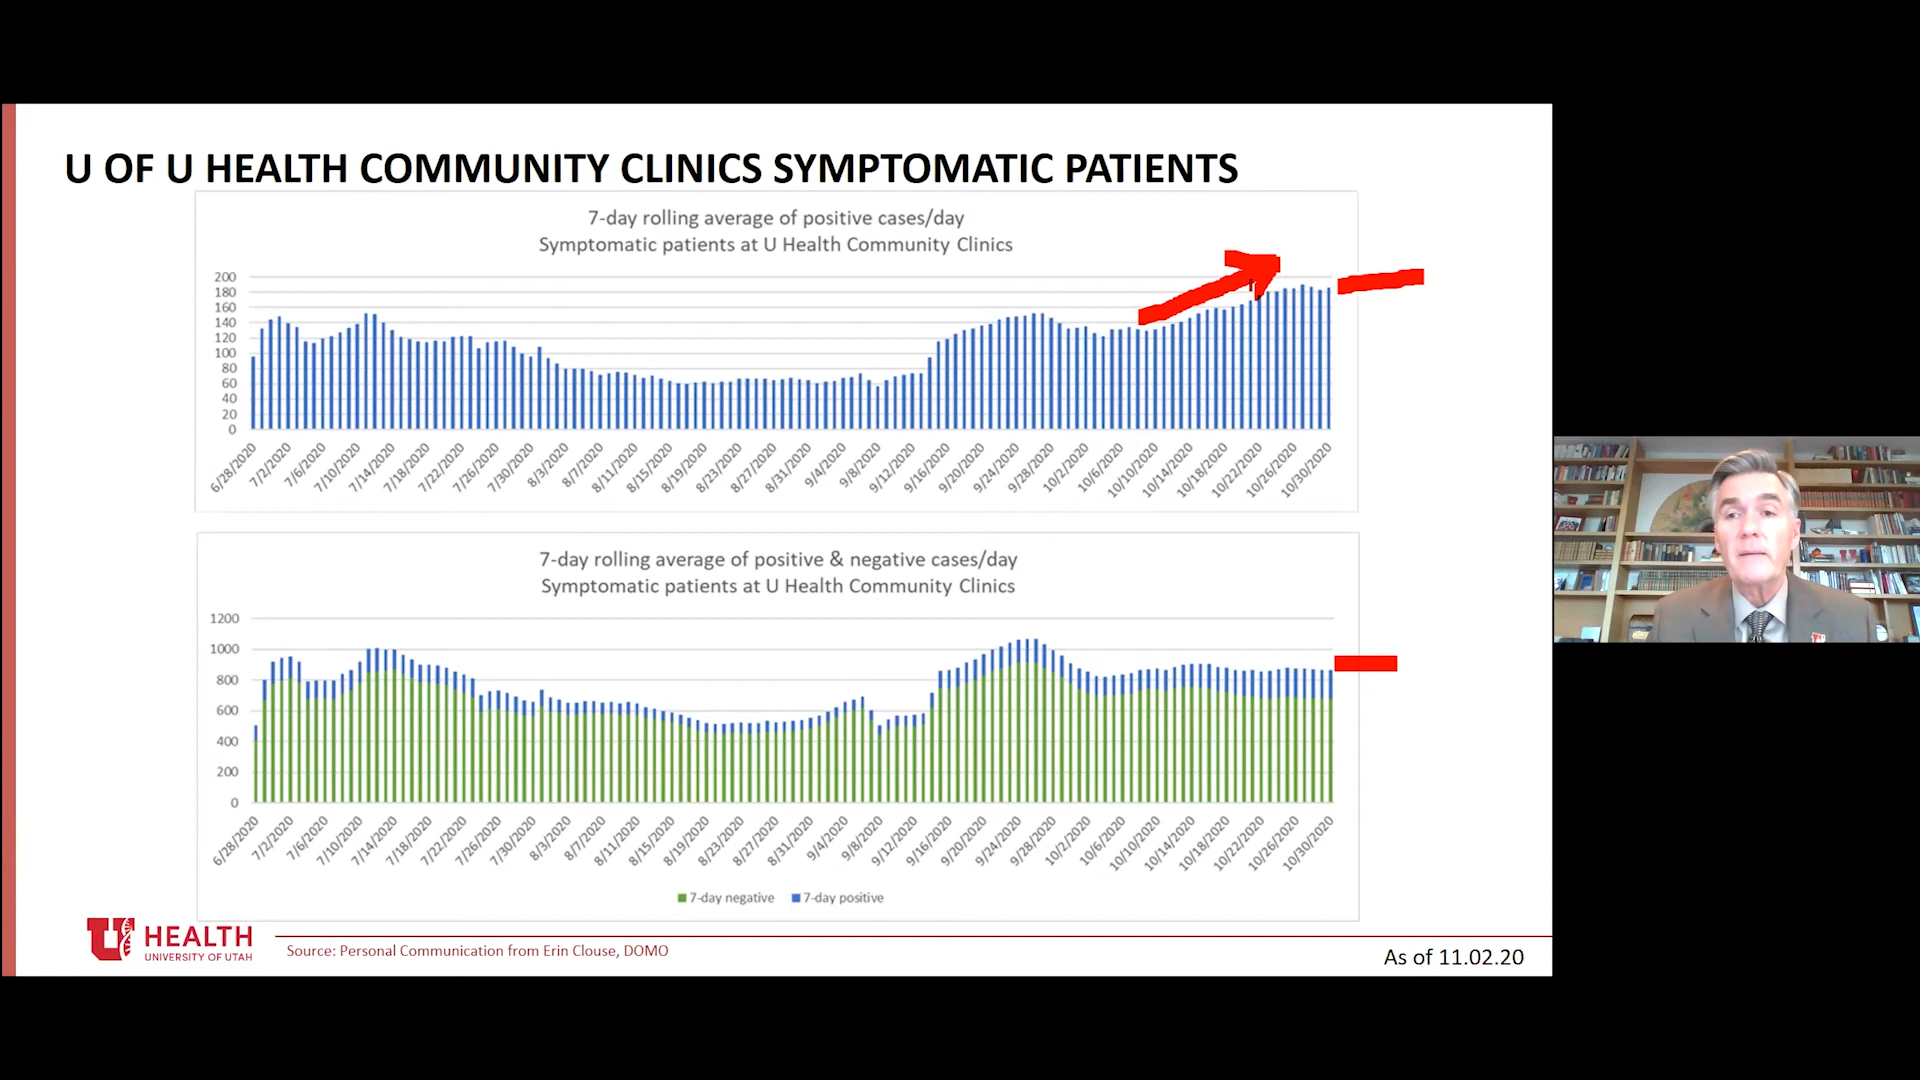 U OF U HEALTH COMMUNITY CLINICS SYMPTOMATIC PATIENTS
7-day rolling average of positive cases/day
Symptomatic patients at U Health Community Clinics
200
180
160
140
120
100
80
60
40
20
0
6/28/2020 7/2/2020 7/6/2020 7/10/2020 7/14/2020 7/18/2020 7/22/2020 7/26/2020 7/30/2020 8/3/2020 8/7/2020 8/11/2020 8/15/2020 8/19/2020 8/23/2020 8/27/2020 8/31/2020 9/4/2020 9/8/2020 9/12/2020 9/16/2020 9/20/2020 9/24/2020 9/28/2020 10/2/2020 10/6/2020 10/10/2020 10/14/2020 10/18/2020 10/22/2020 10/26/2020 10/30/2020
7-day rolling average of positive & negative cases/day
Symptomatic patients at U Health Community Clinics
1200
1000
800
600
400
200
0
6/28/2020 7/2/2020 7/6/2020 7/10/2020 7/14/2020 7/18/2020 7/22/2020 7/26/2020 7/30/2020 8/3/2020 8/7/2020 8/11/2020 8/15/2020 8/19/2020 8/23/2020 8/27/2020 8/31/2020 9/4/2020 9/8/2020 9/12/2020 9/16/2020 9/20/2020 9/24/2020 9/28/2020 10/2/2020 10/6/2020 10/10/2020 10/14/2020 10/18/2020 10/22/2020 10/26/2020 10/30/2020
7-day negative 7-day positive
U HEALTH
UNIVERSITY OF UTAH
Source: Personal Communication from Erin Clouse, DOMO
As of 11.02.20